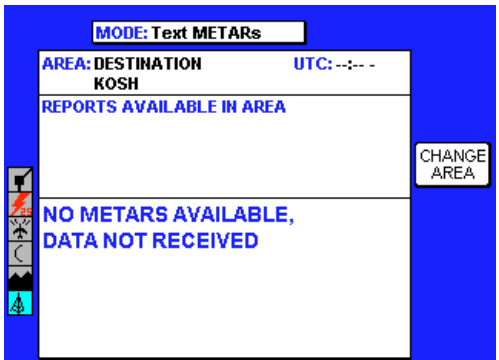 MODE: Text METARs
AREA: DESTINATION UTC: --:-- -
KOSH
REPORTS AVAILABLE IN AREA
CHANGE
AREA
25
NO METARS AVAILABLE,
DATA NOT RECEIVED